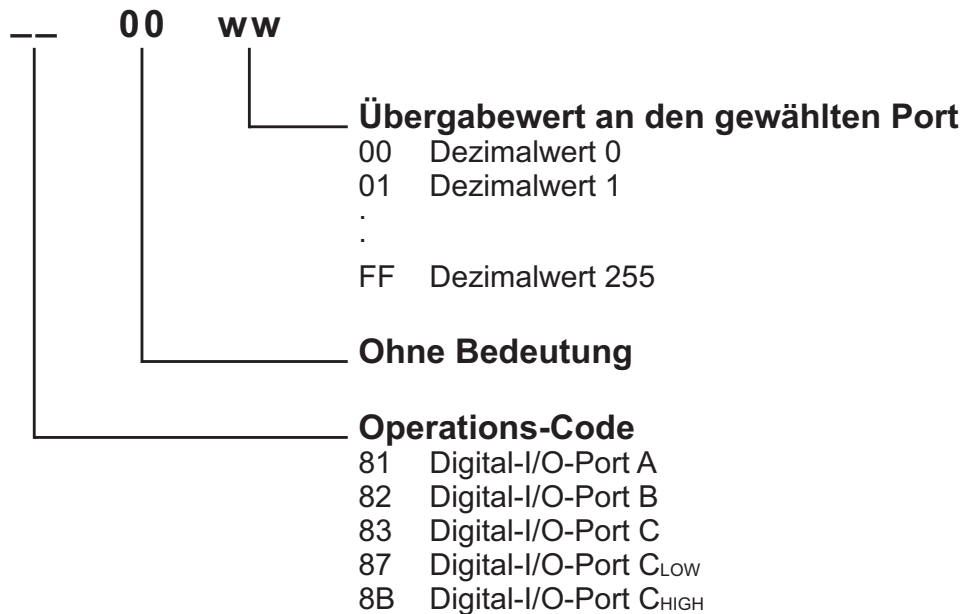 __ 00 ww
Übergabewert an den gewählten Port
00 Dezimalwert 0
01 Dezimalwert 1
.
.
FF Dezimalwert 255
Ohne Bedeutung
Operations-Code
81 Digital-I/O-Port A
82 Digital-I/O-Port B
83 Digital-I/O-Port C
87 Digital-I/O-Port CLOW
8B Digital-I/O-Port CHIGH